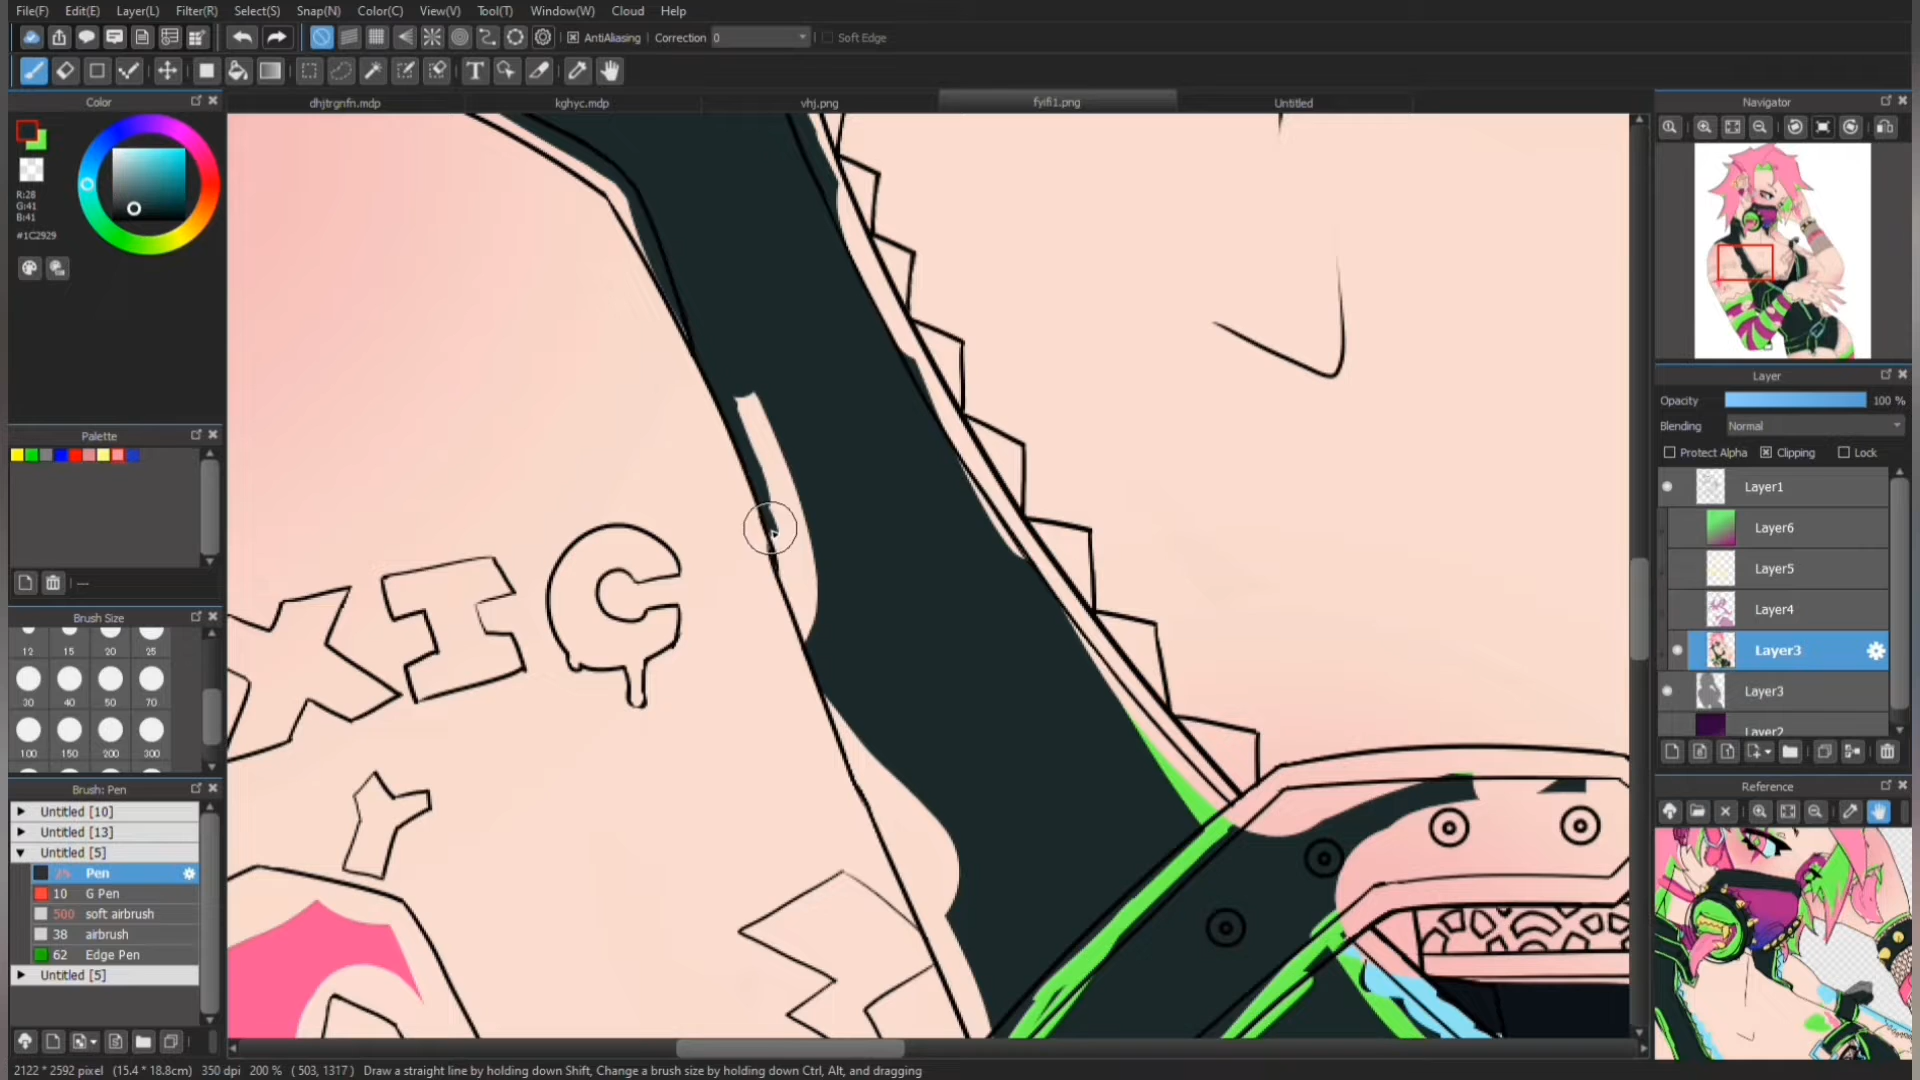 File(F) Edit(E) Layer(L) Filter(R) Select(S) Snap(N) Color(C) View(V) Tool(T) Window(W) Cloud Help
AntiAliasing Correction 0 Soft Edge
T
Color
dhjtrgnfn.mdp kghyc.mdp vhj.png fyifi1.png Untitled
Navigator
R:28
G:41
B:41
#1C2929
Layer
Opacity 100 %
Blending Normal
Protect Alpha Clipping Lock
Palette
Layer1
Layer6
Layer5
---
Layer4
Brush Size
12 15 20 25
Layer3
30 40 50 70
Layer3
100 150 200 300
Layer2
XIC
Brush: Pen
Reference
Untitled [10]
Untitled [13]
Untitled [5]
Pen
10 G Pen
500 soft airbrush
38 airbrush
62 Edge Pen
Untitled [5]
2122 * 2592 pixel (15.4 * 18.8cm) 350 dpi 200 % ( 503, 1317 ) Draw a straight line by holding down Shift, Change a brush size by holding down Ctrl, Alt, and dragging